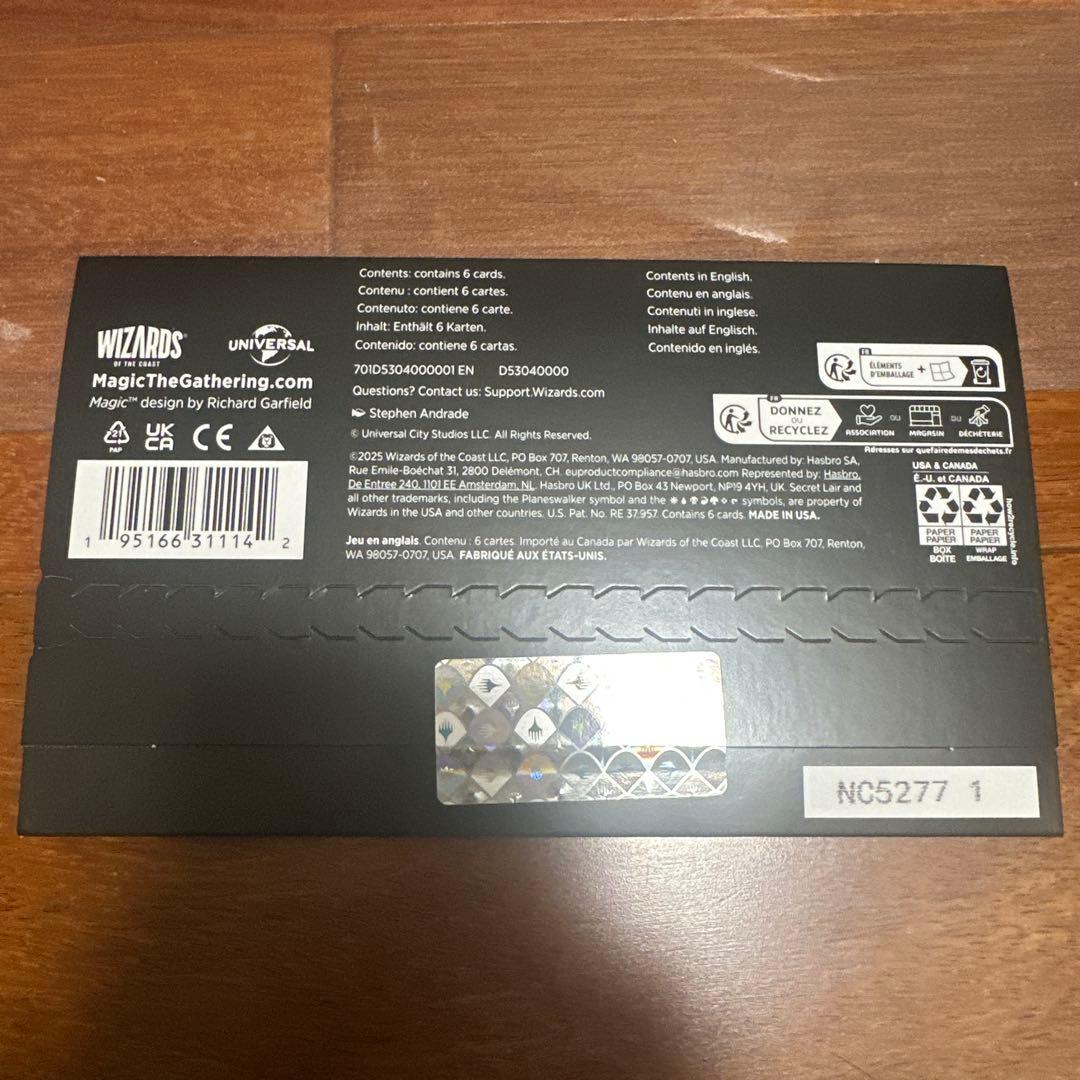 Contents: contains 6 cards.
Contenu : contient 6 cartes.
Contenuto: contiene 6 carte.
Inhalt: Enthält 6 Karten.
Contenido: contiene 6 cartas.
Contents in English.
Contenu en anglais.
Contenuti in inglese.
Inhalte auf Englisch.
Contenido en inglés.
WIZARDS
OF THE COAST
UNIVERSAL
MagicTheGathering.com
Magic™ design by Richard Garfield
21
PAP
UK
CA
CE
1 95166 31114 2
701D5304000001 EN D53040000
Questions? Contact us: Support.Wizards.com
Stephen Andrade
© Universal City Studios LLC. All Rights Reserved.
©2025 Wizards of the Coast LLC, PO Box 707, Renton, WA 98057-0707, USA. Manufactured by: Hasbro SA,
Rue Emile-Boéchat 31, 2800 Delémont, CH. euproductcompliance@hasbro.com Represented by: Hasbro,
De Entree 240, 1101 EE Amsterdam, NL. Hasbro UK Ltd., PO Box 43 Newport, NP19 4YH, UK. Secret Lair and
all other trademarks, including the Planeswalker symbol and the symbols, are property of
Wizards in the USA and other countries. U.S. Pat. No. RE 37,957. Contains 6 cards. MADE IN USA.
Jeu en anglais. Contenu : 6 cartes. Importé au Canada par Wizards of the Coast LLC, PO Box 707, Renton,
WA 98057-0707, USA. FABRIQUÉ AUX ÉTATS-UNIS.
FR
ÉLÉMENTS
D'EMBALLAGE +
FR
DONNEZ
OU
RECYCLEZ
ASSOCIATION OU MAGASIN OU DÉCHÈTERIE
Adresses sur quefairedemesdechets.fr
USA & CANADA
É.-U. et CANADA
PAPER
PAPIER
BOX
BOÎTE
PAPER
PAPIER
WRAP
EMBALLAGE
how2recycle.info
NC5277 1